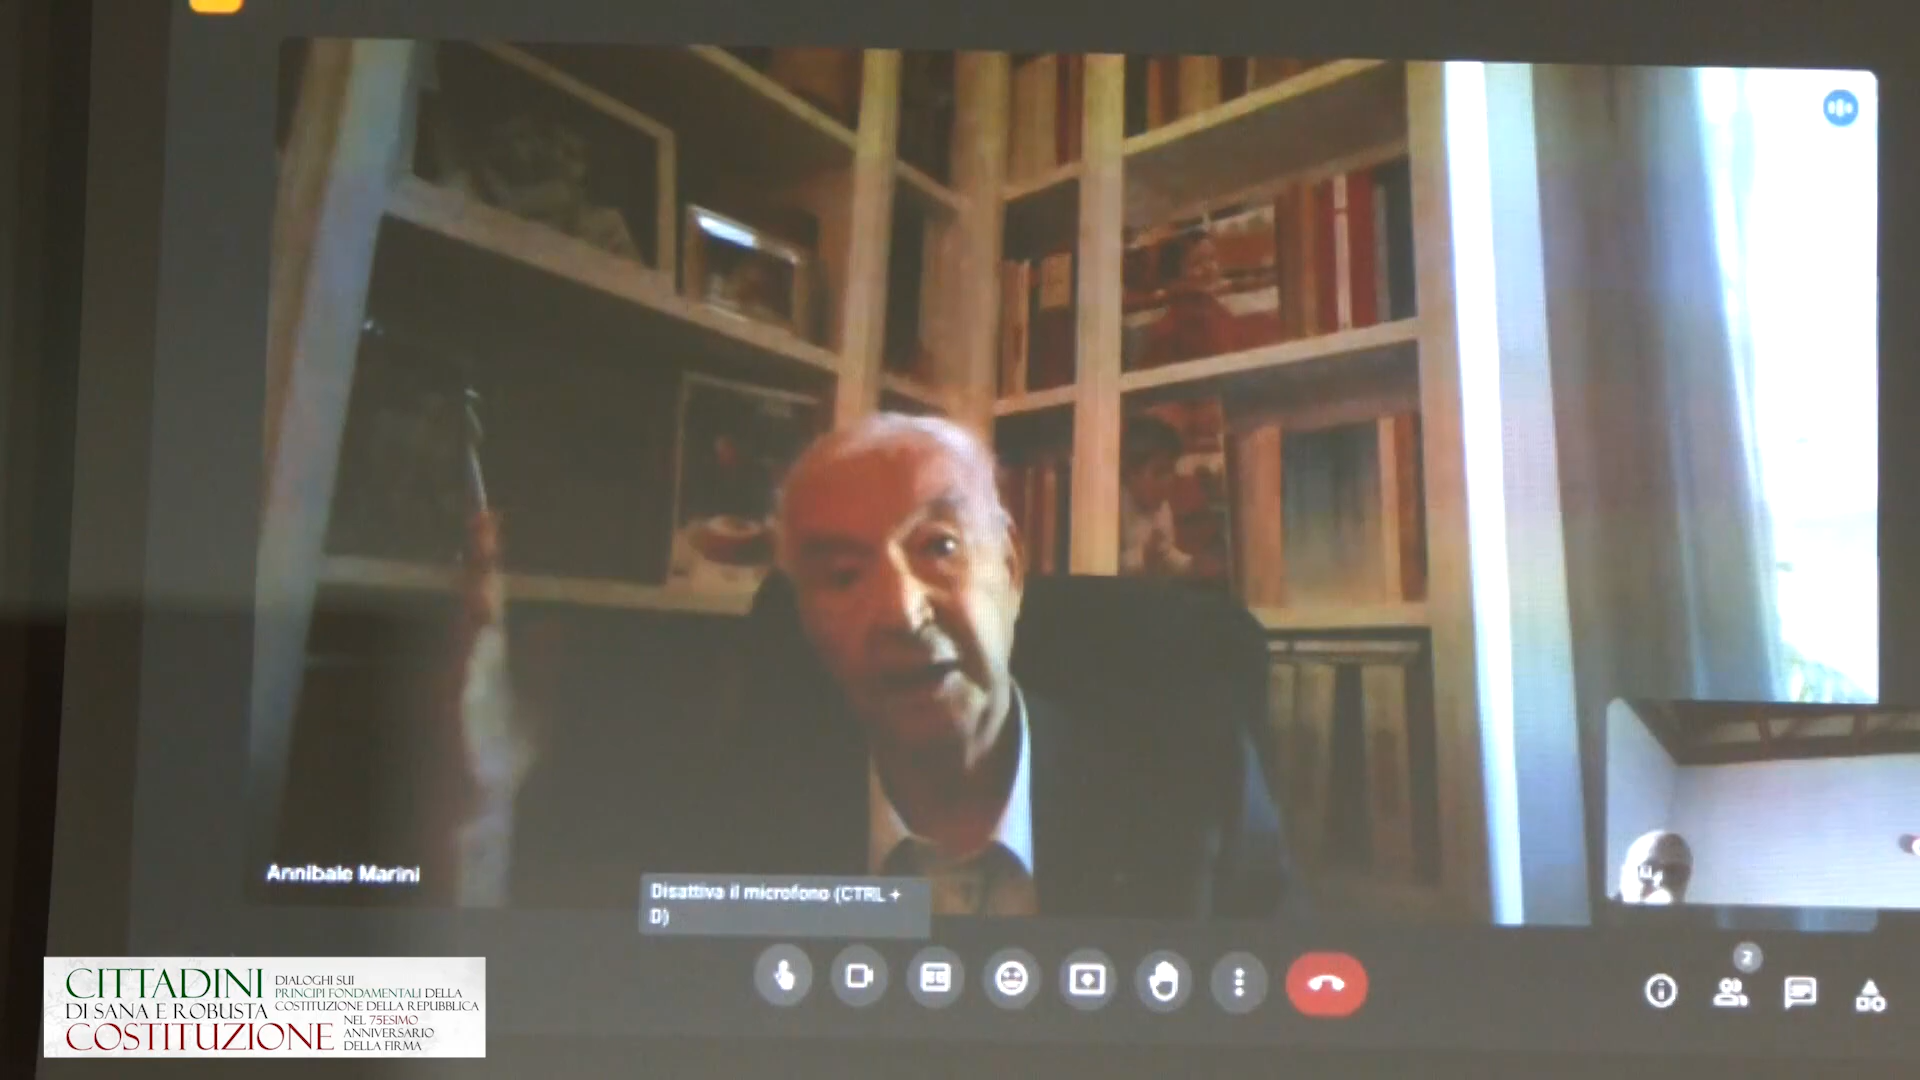 Annibale Marini
Disattiva il microfono (CTRL +
D)
2
CITTADINI
DI SANA E ROBUSTA
COSTITUZIONE
DIALOGHI SUI
PRINCIPI FONDAMENTALI DELLA
COSTITUZIONE DELLA REPUBBLICA
NEL 75ESIMO
ANNIVERSARIO
DELLA FIRMA